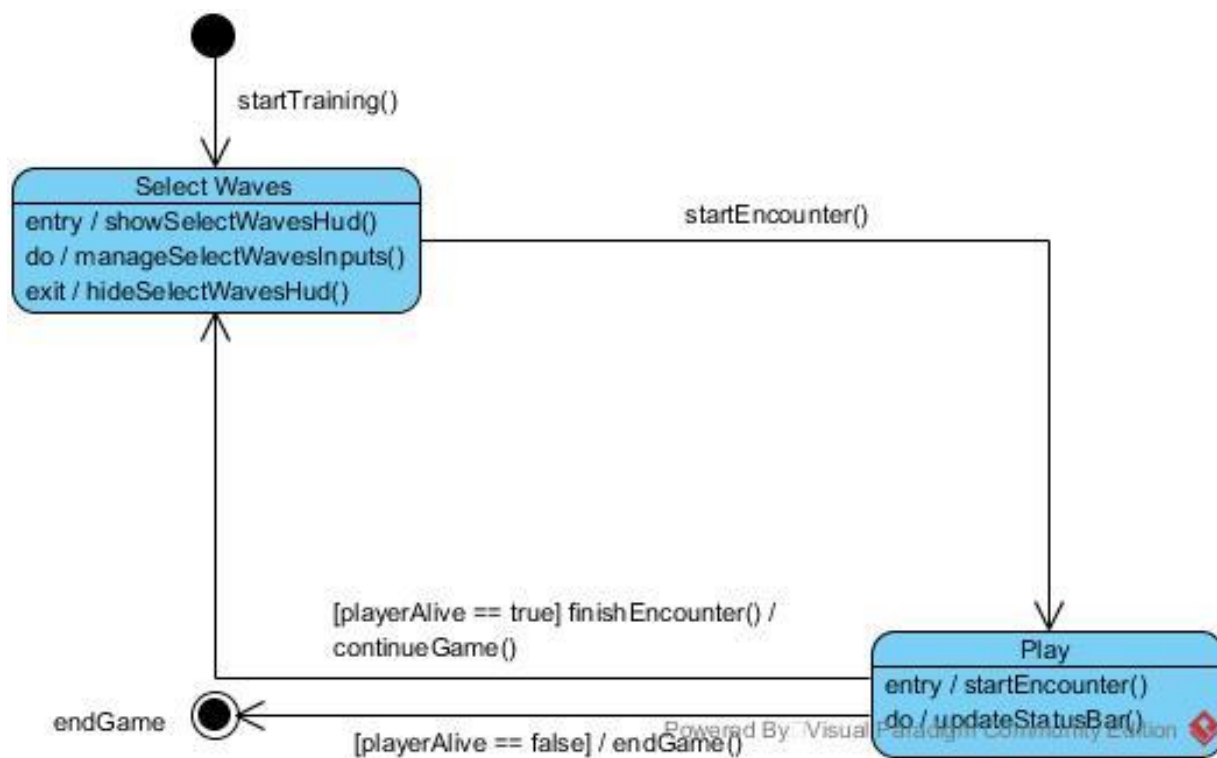 startTraining()
Select Waves
entry / showSelectWavesHud()
do / manageSelectWavesInputs()
exit / hideSelectWavesHud()
startEncounter()
[playerAlive == true] finishEncounter() /
continueGame()
Play
entry / startEncounter()
do / updateStatusBar()
endGame
[playerAlive == false] / endGame()
Powered By Visual Paradigm Community Edition